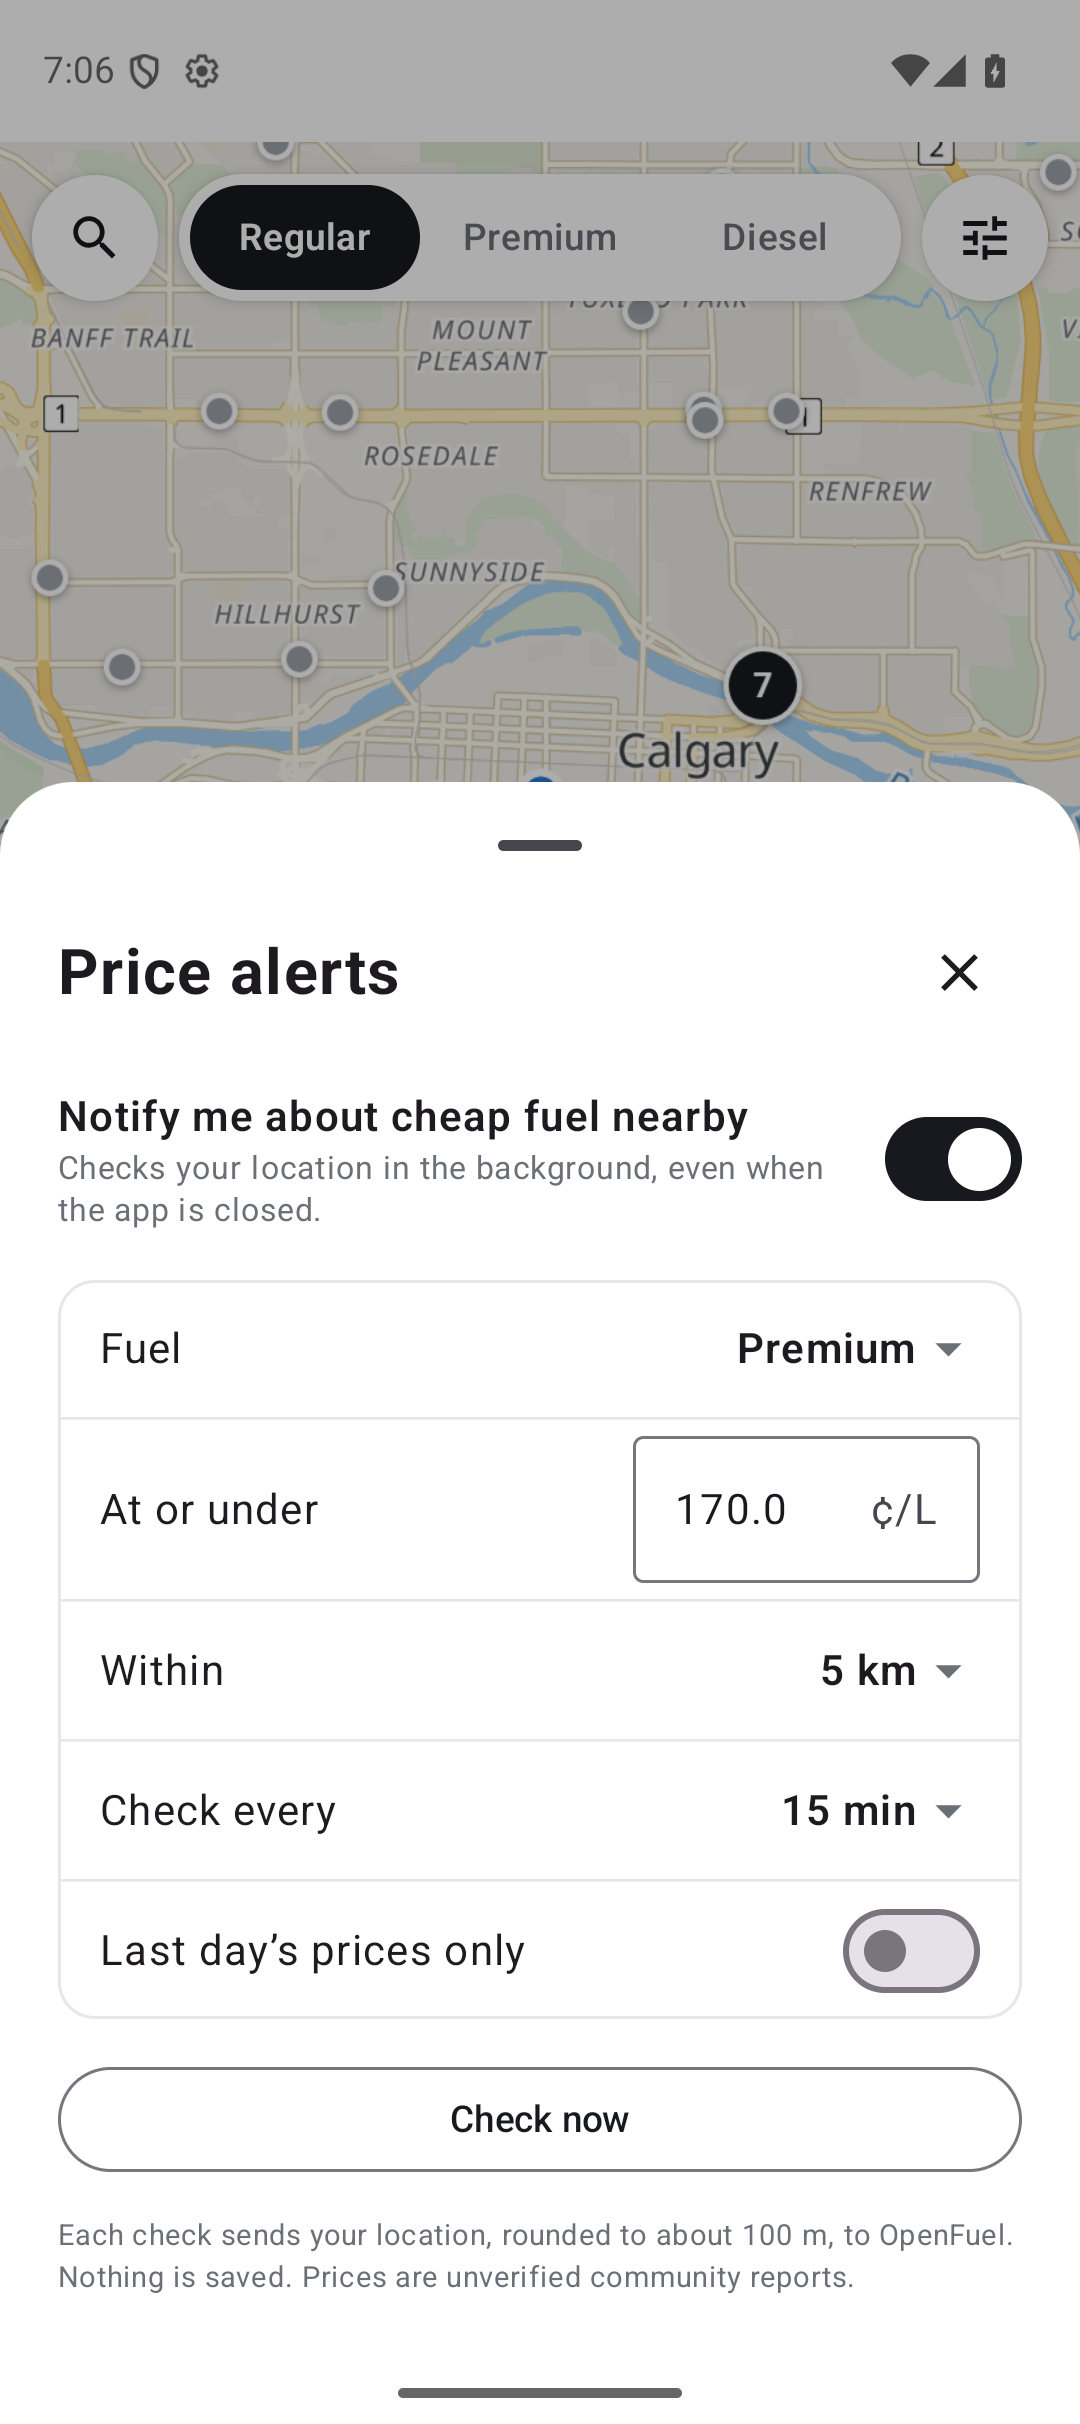 7:06
2
Regular Premium Diesel
BANFF TRAIL
MOUNT
PLEASANT
1
ROSEDALE
RENFREW
SUNNYSIDE
HILLHURST
7
Calgary
Price alerts
Notify me about cheap fuel nearby
Checks your location in the background, even when
the app is closed.
Fuel Premium
At or under 170.0 ¢/L
Within 5 km
Check every 15 min
Last day’s prices only
Check now
Each check sends your location, rounded to about 100 m, to OpenFuel.
Nothing is saved. Prices are unverified community reports.